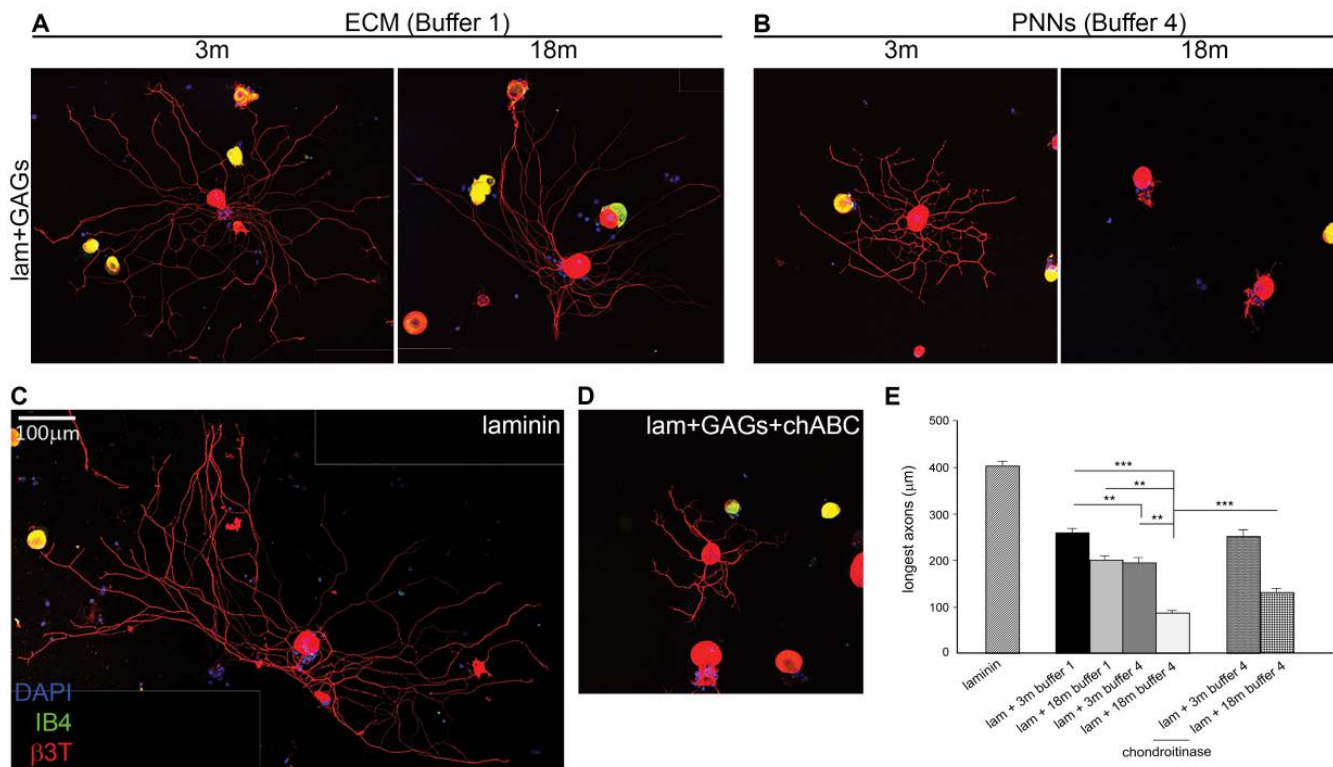 A
ECM (Buffer 1)
3m
18m
B
PNNs (Buffer 4)
3m
18m
lam+GAGs
C
100μm
laminin
DAPI
IB4
β3T
D
lam+GAGs+chABC
E
longest axons (μm)
500
400
300
200
100
0
***
**
**
**
***
laminin
lam + 3m buffer 1
lam + 18m buffer 1
lam + 3m buffer 4
lam + 18m buffer 4
lam + 3m buffer 4
lam + 18m buffer 4
chondroitinase